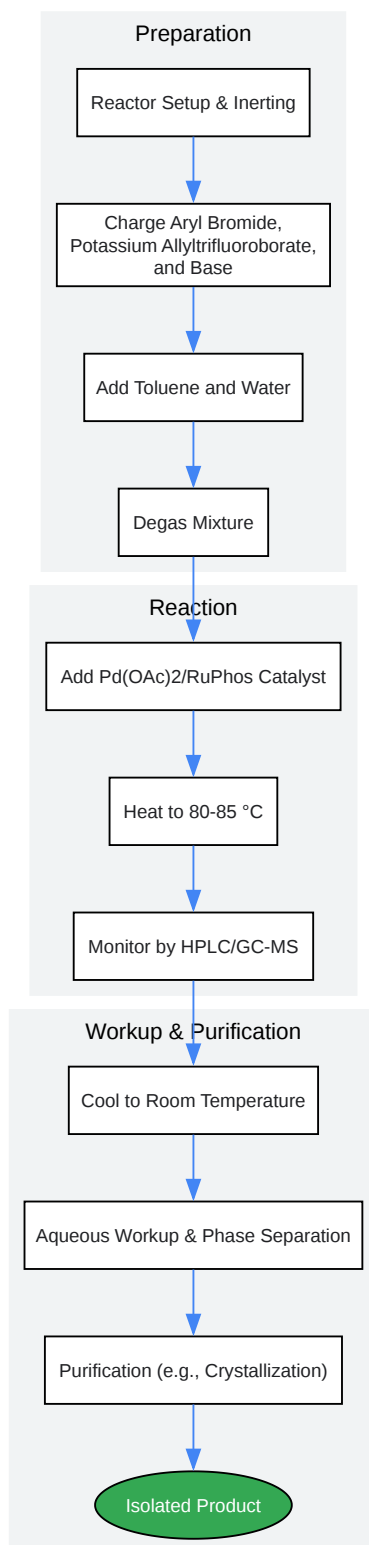 Preparation
Reactor Setup & Inerting
Charge Aryl Bromide,
Potassium Allyltrifluoroborate,
and Base
Add Toluene and Water
Degas Mixture
Reaction
Add Pd(OAc)2/RuPhos Catalyst
Heat to 80-85 °C
Monitor by HPLC/GC-MS
Workup & Purification
Cool to Room Temperature
Aqueous Workup & Phase Separation
Purification (e.g., Crystallization)
Isolated Product